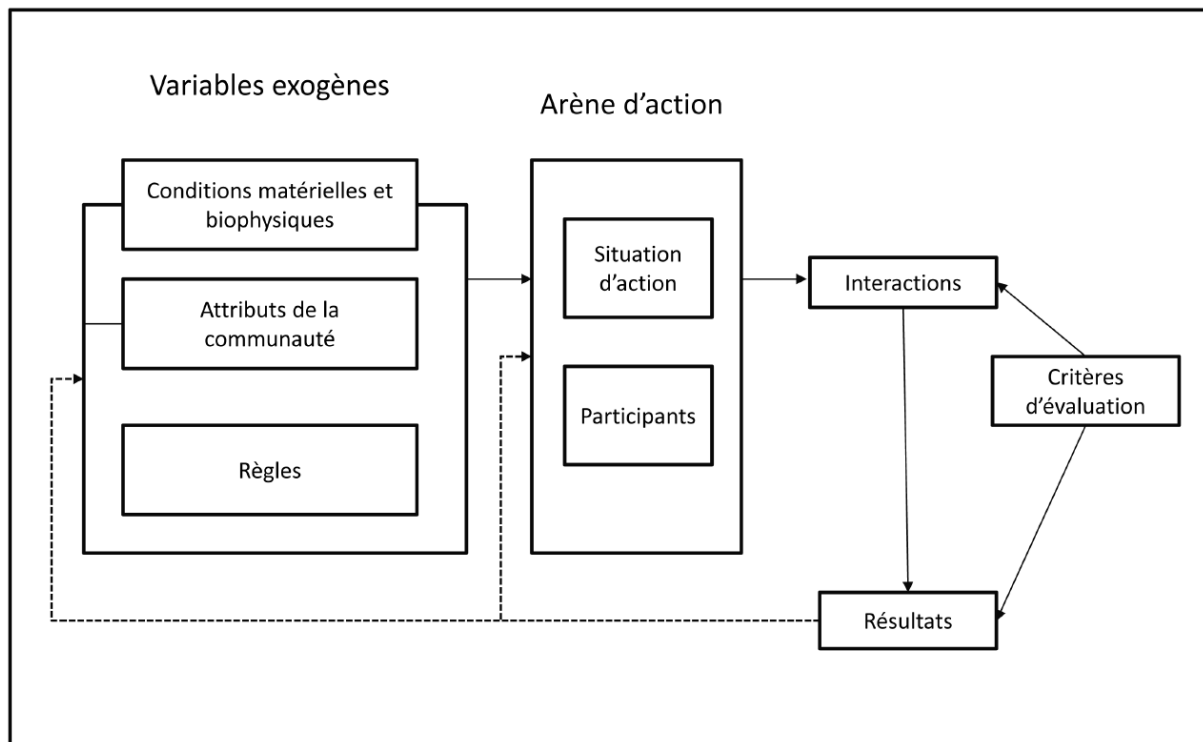 Variables exogènes
Conditions matérielles et
biophysiques
Attributs de la
communauté
Règles
Arène d’action
Situation
d’action
Participants
Interactions
Critères
d’évaluation
Résultats